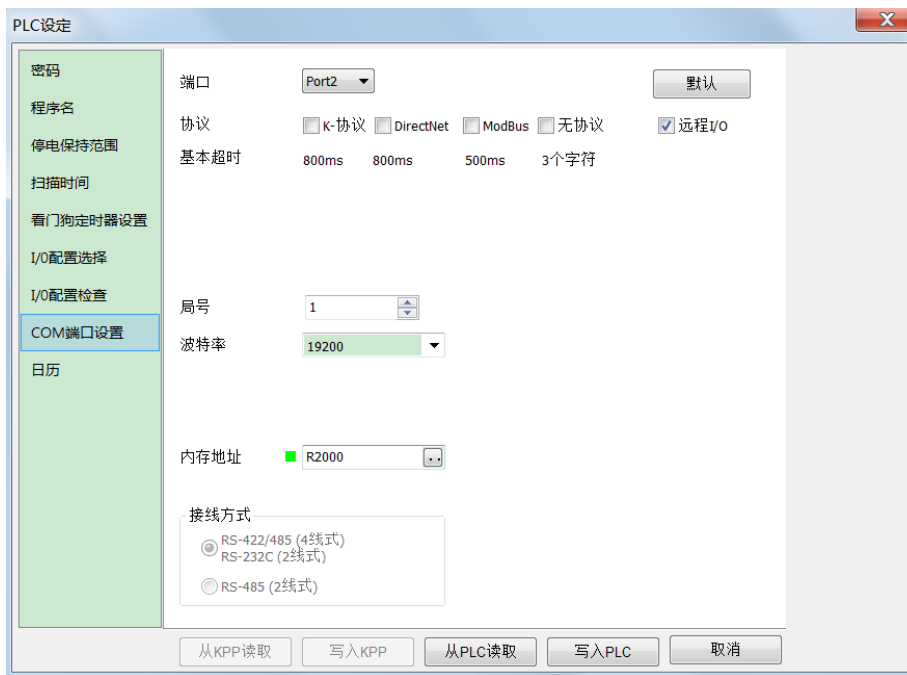 PLC设定
密码
程序名
停电保持范围
扫描时间
看门狗定时器设置
I/0配置选择
I/0配置检查
COM端口设置
日历
端口 Port2 默认
协议 K-协议 DirectNet ModBus 无协议 远程I/O
基本超时 800ms 800ms 500ms 3个字符
局号 1
波特率 19200
内存地址 R2000 ..
接线方式
RS-422/485 (4线式)
RS-232C (2线式)
RS-485 (2线式)
从KPP读取 写入KPP 从PLC读取 写入PLC 取消